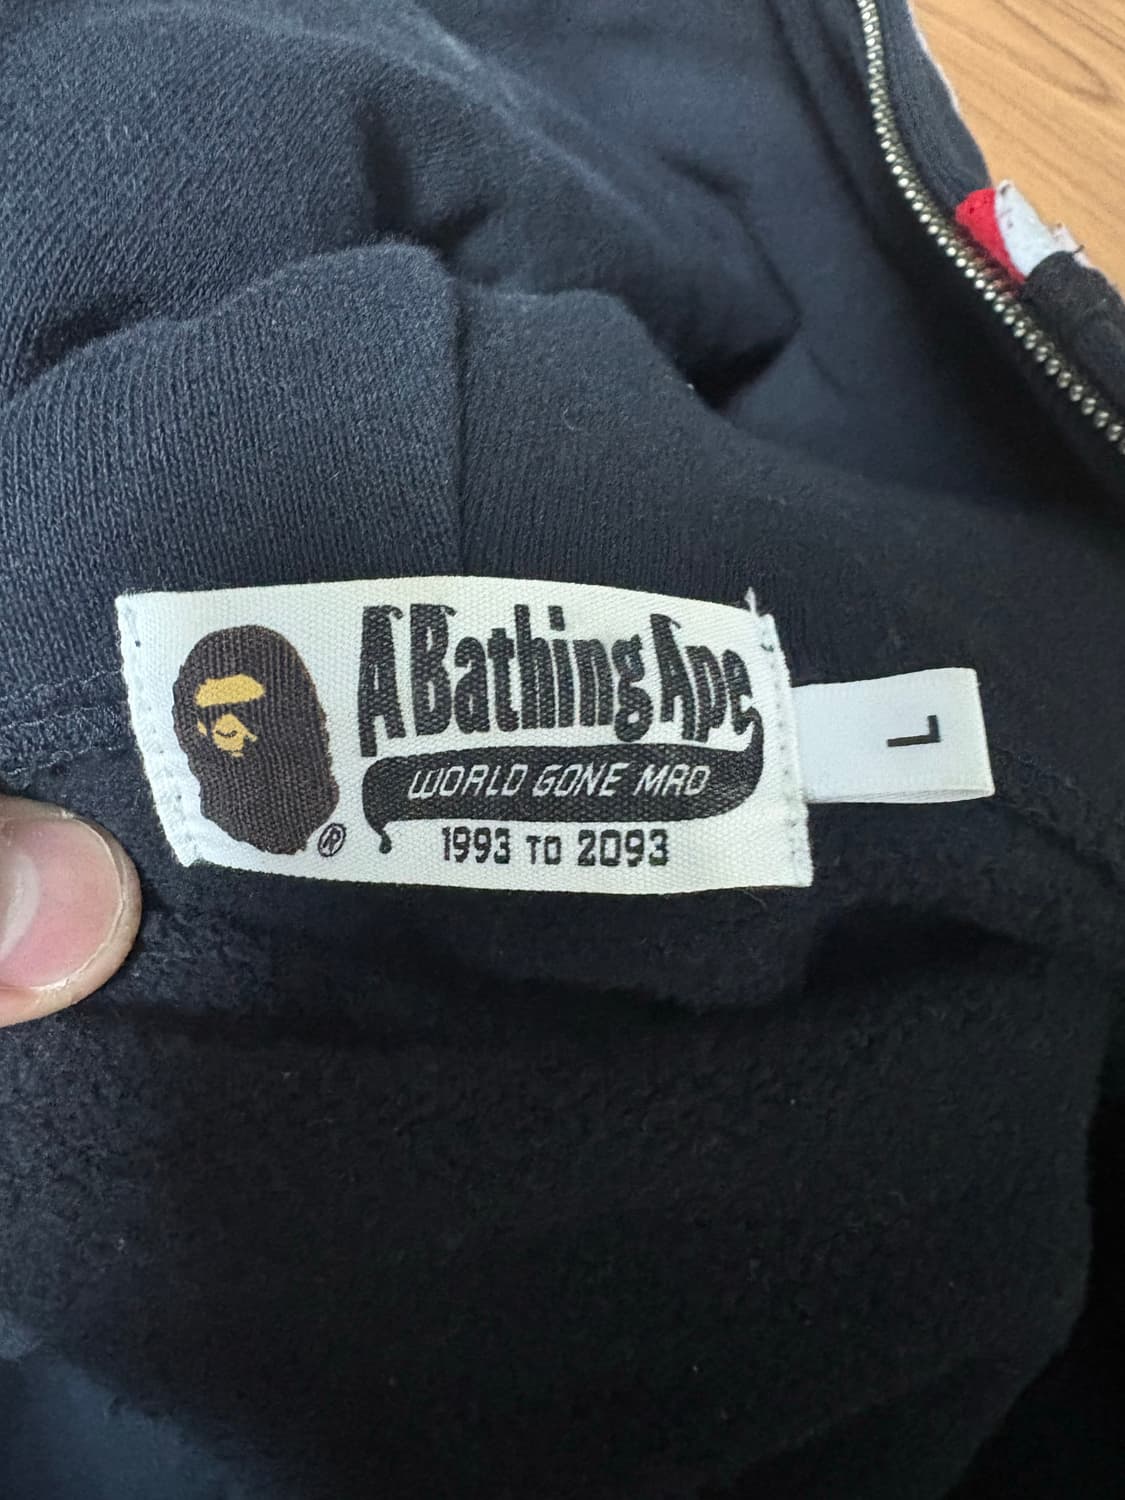 A Bathing Ape
WORLD GONE MAD
®
1993 TO 2093
L